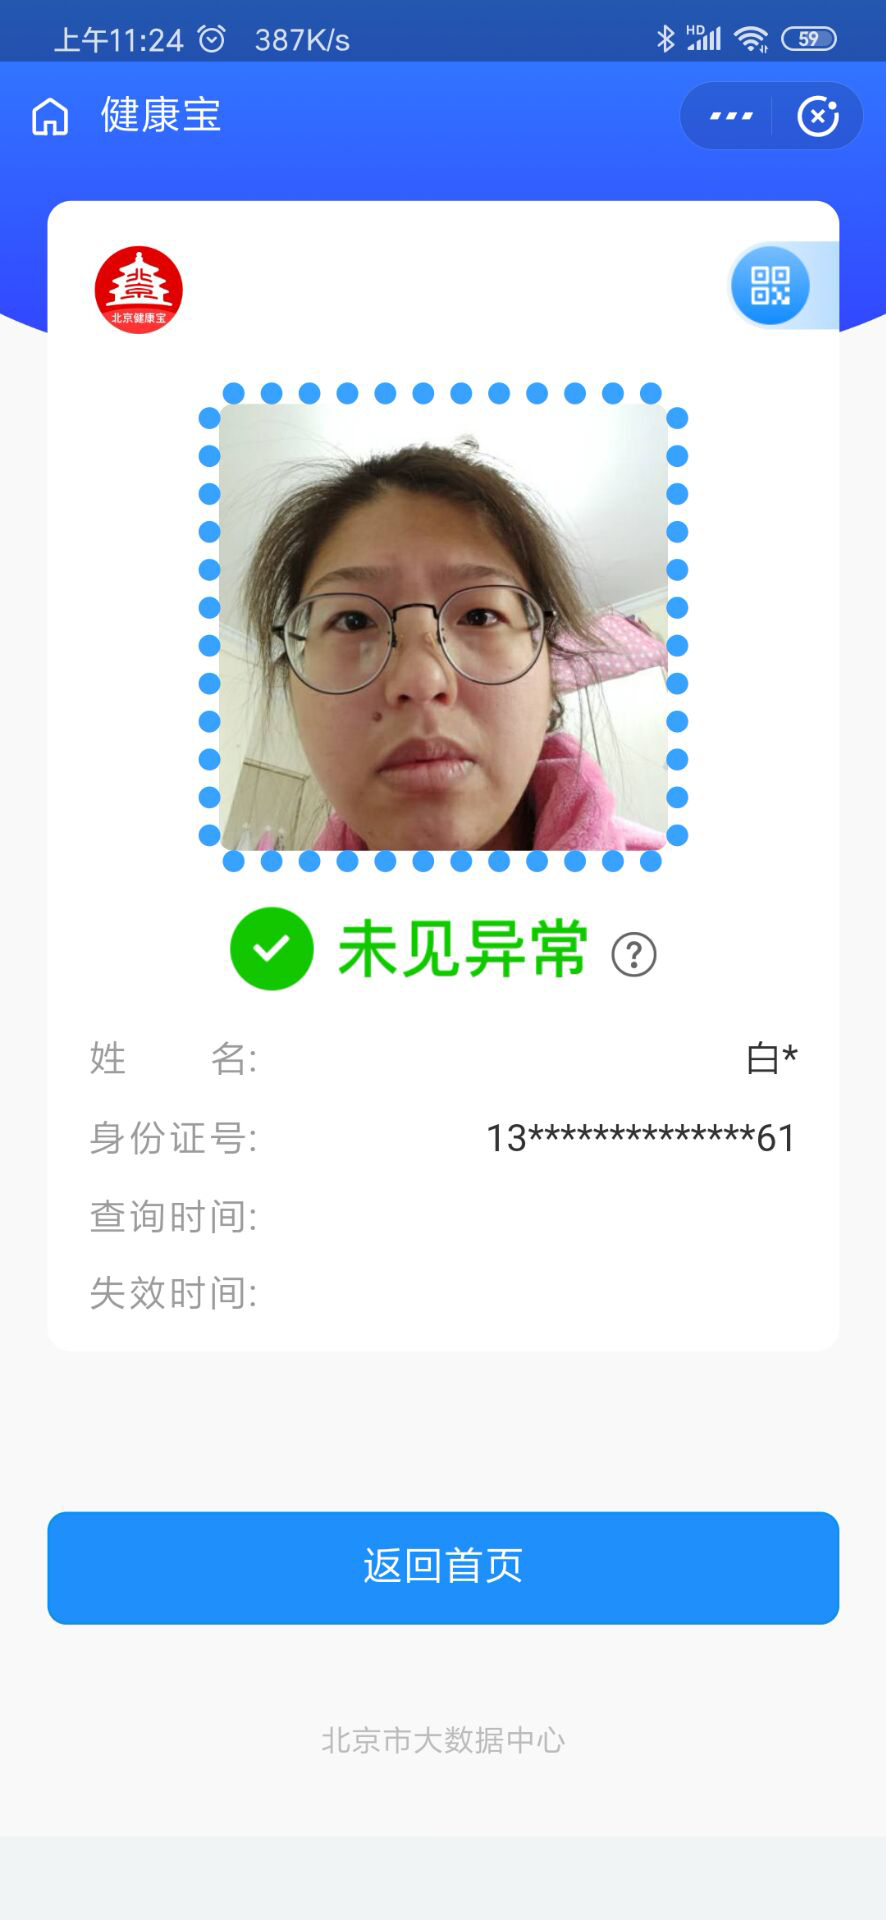 上午11:24 387K/s HD 59
健康宝
北京健康宝
未见异常 ?
姓 名: 白*
身份证号: 13**************61
查询时间:
失效时间:
返回首页
北京市大数据中心